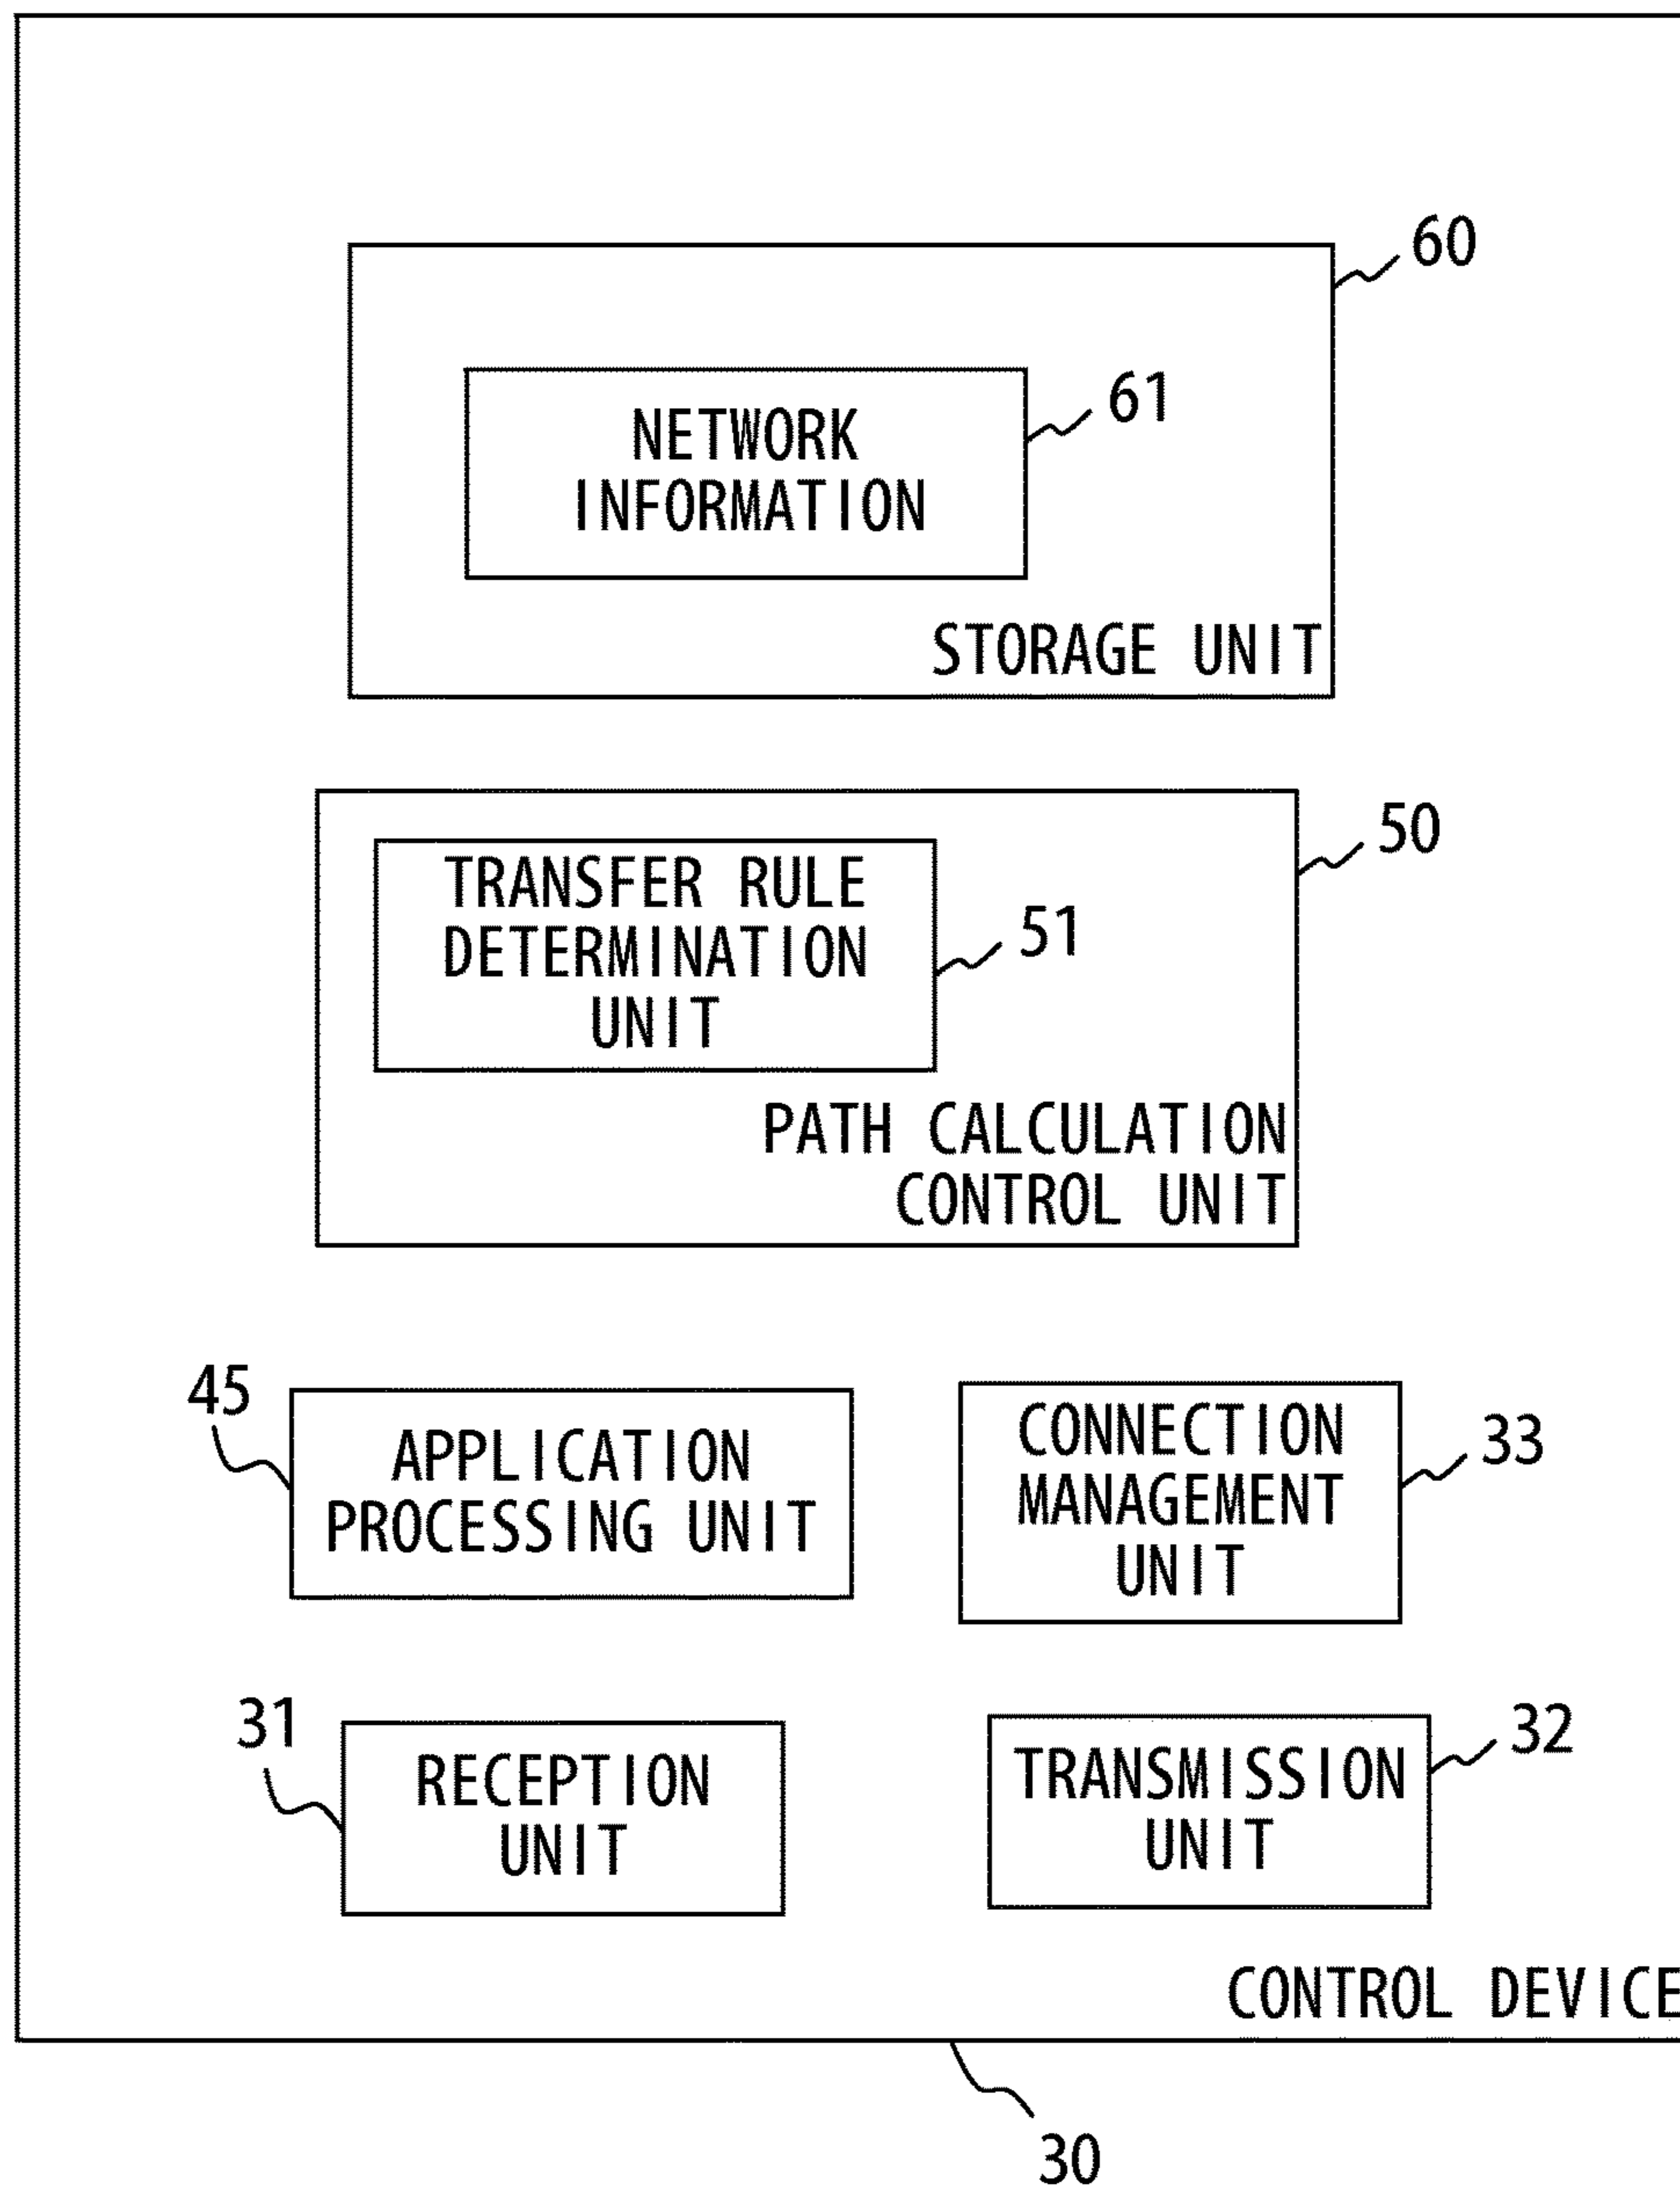 60
61
NETWORK
INFORMATION
STORAGE UNIT
50
TRANSFER RULE
DETERMINATION
UNIT
51
PATH CALCULATION
CONTROL UNIT
45
APPLICATION
PROCESSING UNIT
CONNECTION
MANAGEMENT
UNIT
33
31
RECEPTION
UNIT
TRANSMISSION
UNIT
32
CONTROL DEVICE
30